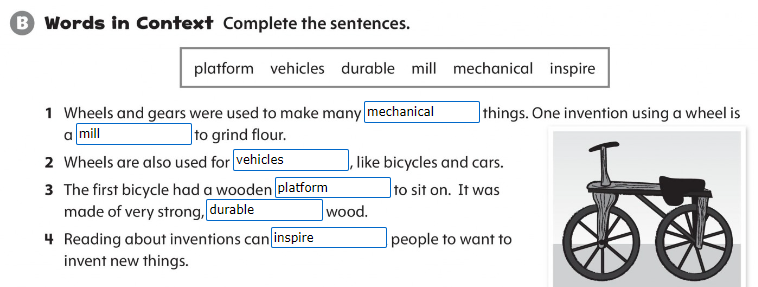 B Words in Context Complete the sentences.
platform vehicles durable mill mechanical inspire
1 Wheels and gears were used to make many mechanical things. One invention using a wheel is
a mill to grind flour.
2 Wheels are also used for vehicles, like bicycles and cars.
3 The first bicycle had a wooden platform to sit on. It was
made of very strong, durable wood.
4 Reading about inventions can inspire people to want to
invent new things.